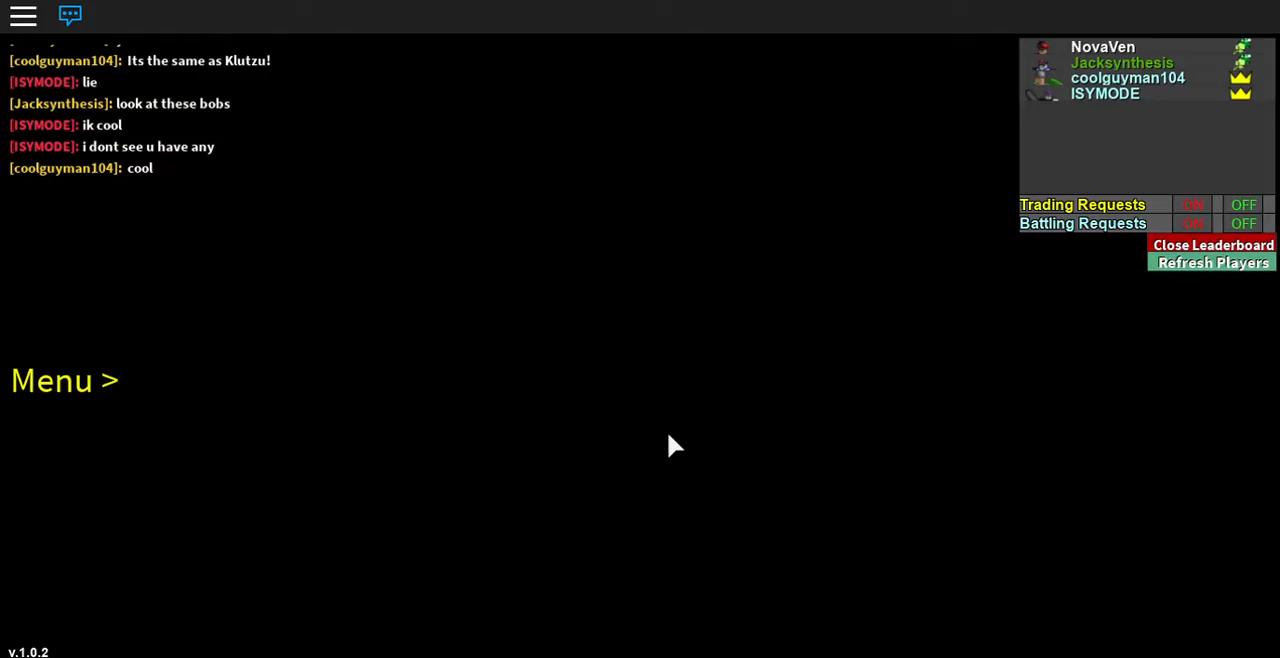 [coolguyman104]: Its the same as Klutzu!
[ISYMODE]: lie
[Jacksynthesis]: look at these bobs
[ISYMODE]: ik cool
[ISYMODE]: i dont see u have any
[coolguyman104]: cool
NovaVen
Jacksynthesis
coolguyman104
ISYMODE
Trading Requests ON OFF
Battling Requests ON OFF
Close Leaderboard
Refresh Players
Menu >
v.1.0.2